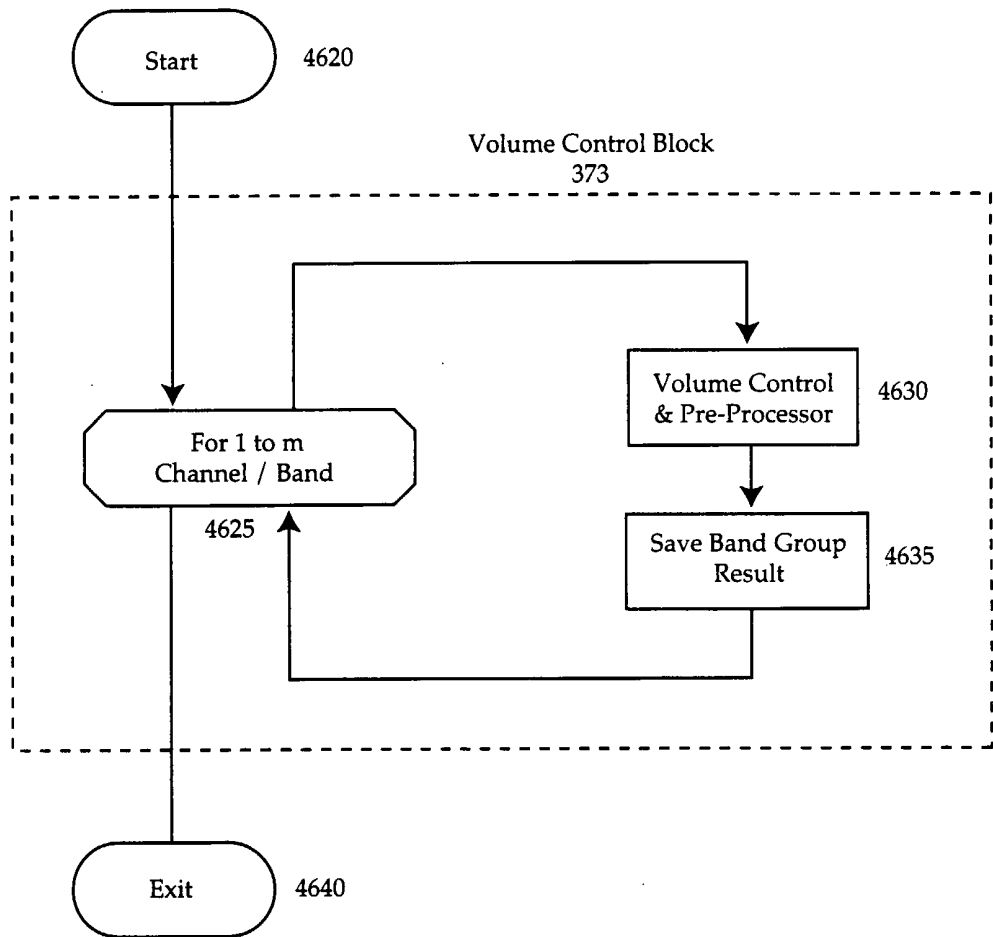 Start
4620
Volume Control Block
373
Volume Control
& Pre-Processor
4630
For 1 to m
Channel / Band
4625
Save Band Group
Result
4635
Exit
4640